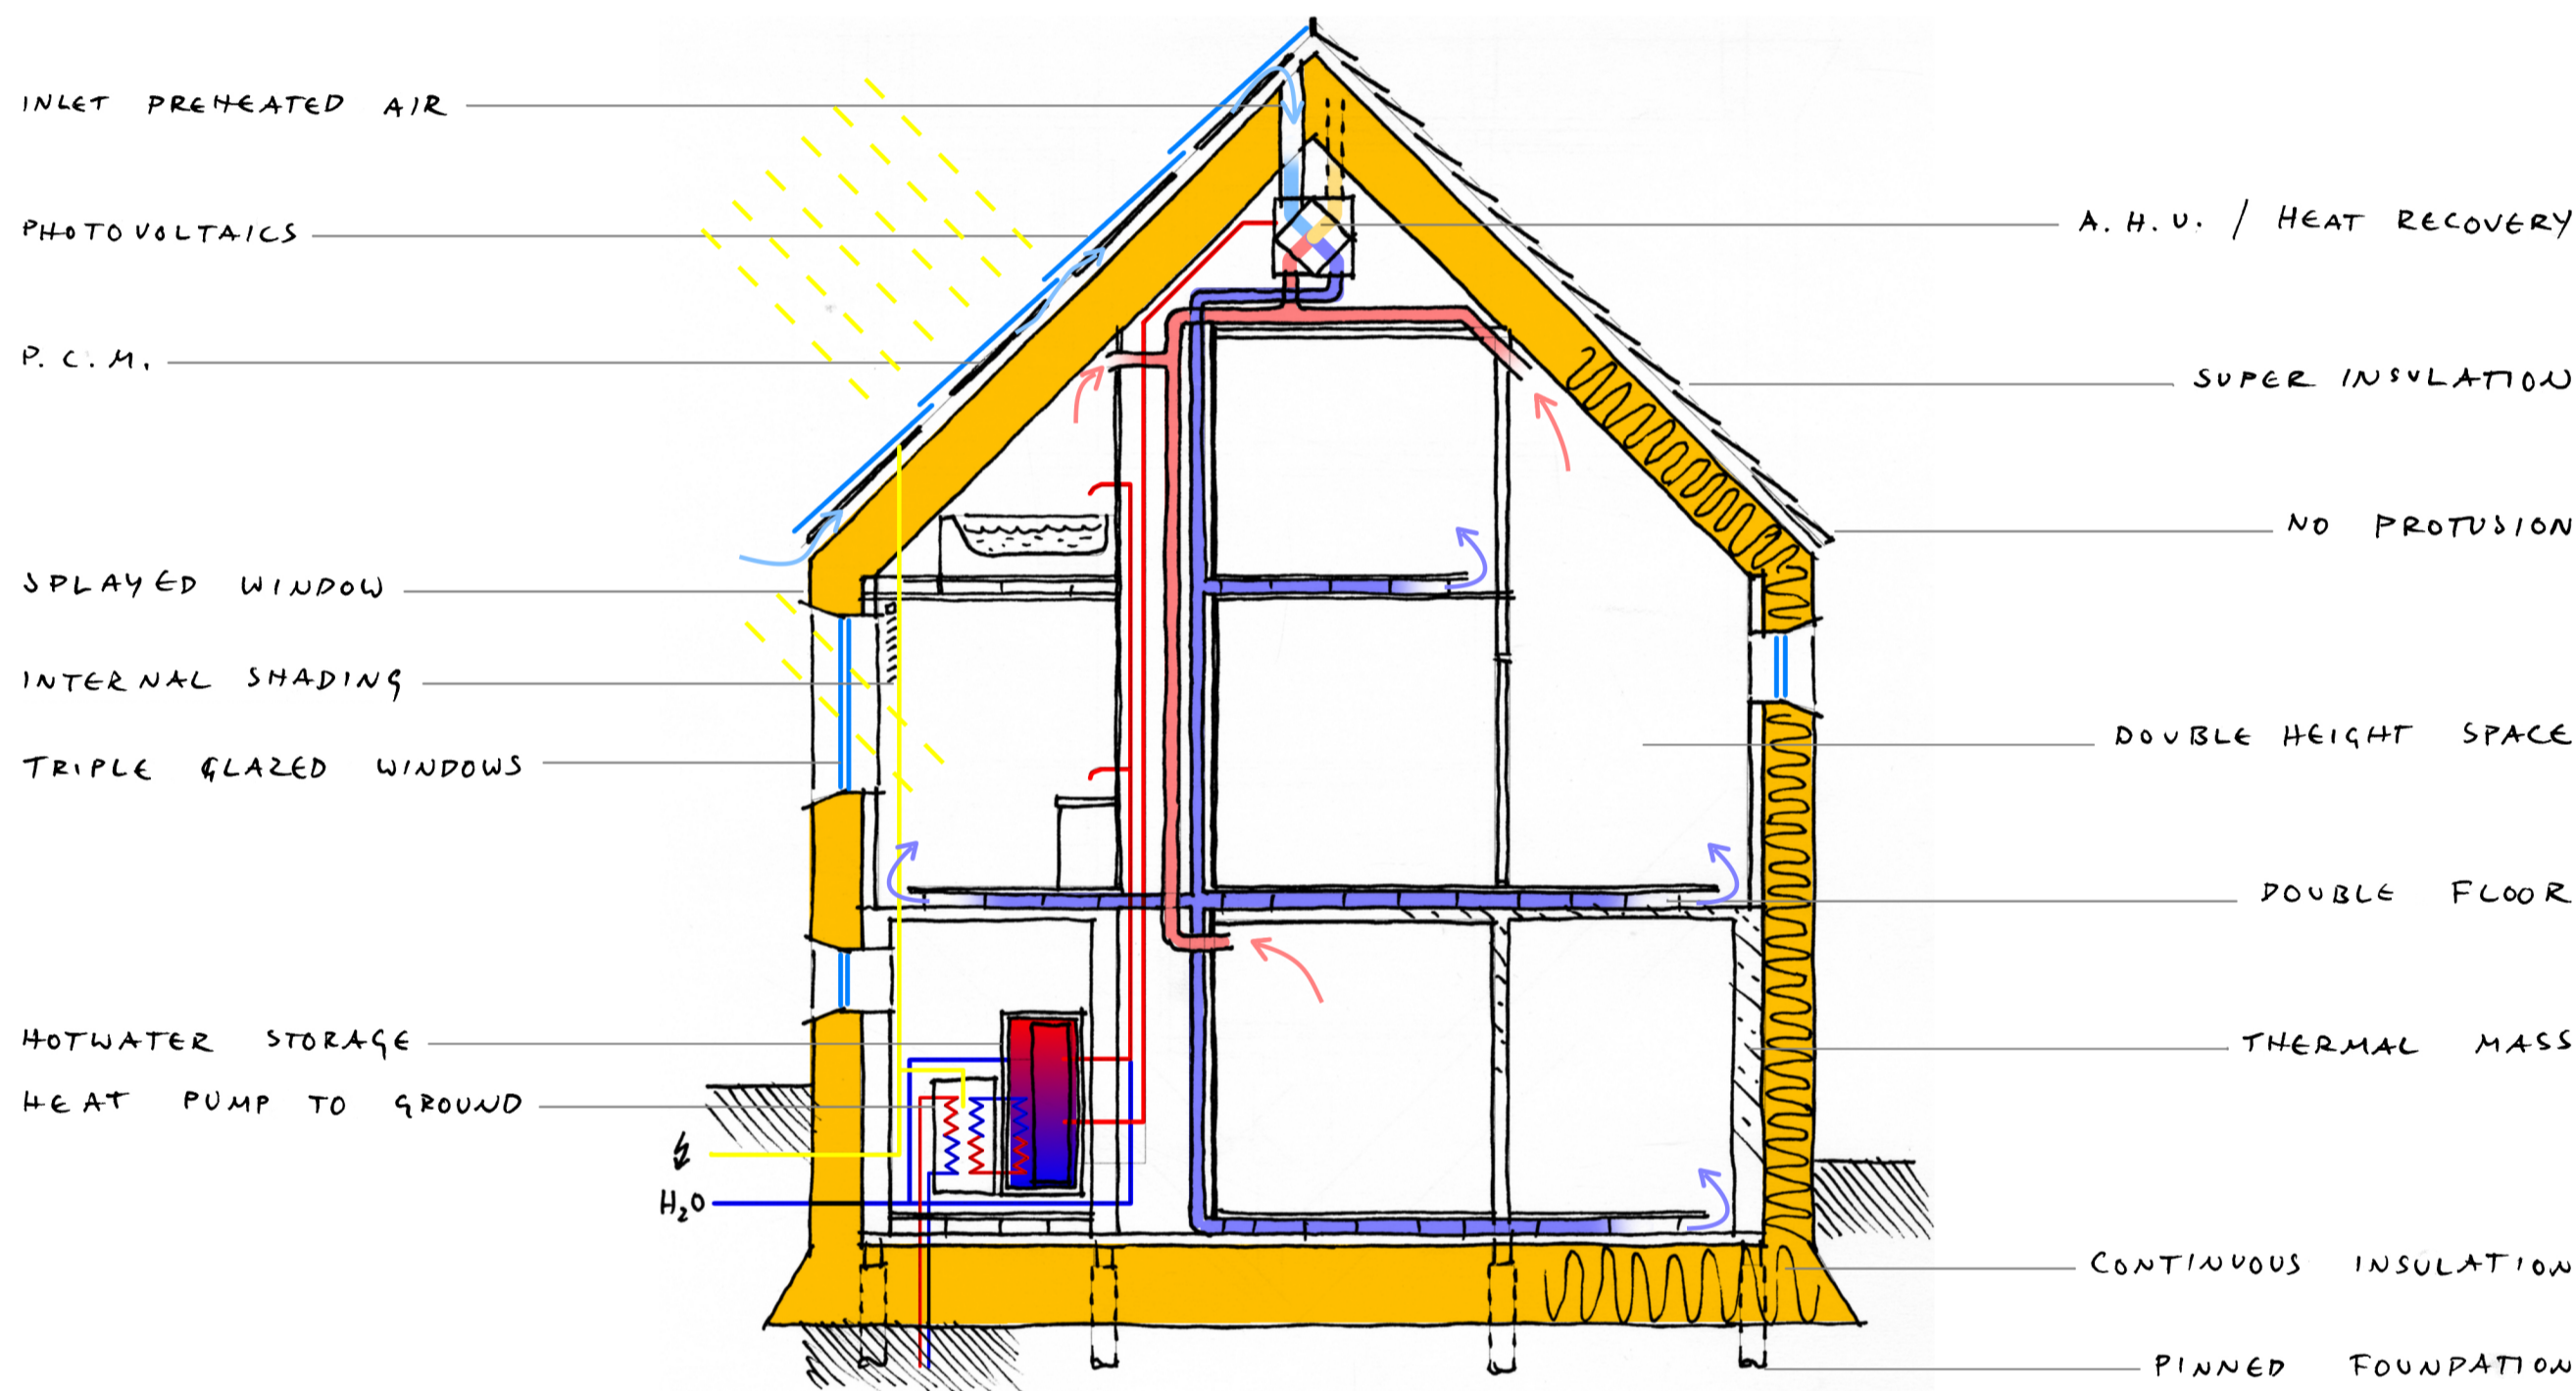 INLET PREHEATED AIR
PHOTOVOLTAICS
A.H.U. / HEAT RECOVERY
P.C.M.
SUPER INSULATION
NO PROTUSION
SPLAYED WINDOW
INTERNAL SHADING
DOUBLE HEIGHT SPACE
TRIPLE GLAZED WINDOWS
DOUBLE FLOOR
HOTWATER STORAGE
THERMAL MASS
HEAT PUMP TO GROUND
H₂O
CONTINUOUS INSULATION
PINNED FOUNDATION